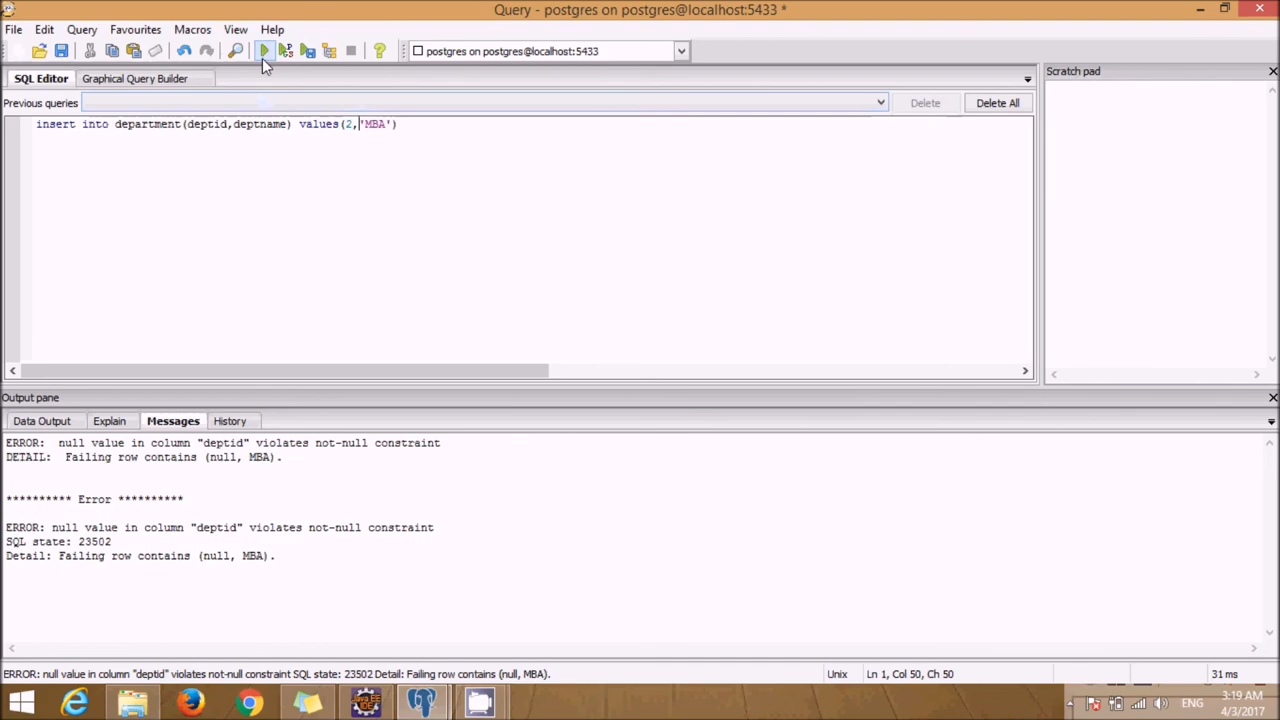 Query - postgres on postgres@localhost:5433 *
File Edit Query Favourites Macros View Help
postgres on postgres@localhost:5433
SQL Editor Graphical Query Builder
Scratch pad
Previous queries Delete Delete All
insert into department(deptid,deptname) values(2,'MBA')
Output pane
Data Output Explain Messages History
ERROR: null value in column "deptid" violates not-null constraint
DETAIL: Failing row contains (null, MBA).
********** Error **********
ERROR: null value in column "deptid" violates not-null constraint
SQL state: 23502
Detail: Failing row contains (null, MBA).
ERROR: null value in column "deptid" violates not-null constraint SQL state: 23502 Detail: Failing row contains (null, MBA). Unix Ln 1, Col 50, Ch 50 31 ms
Java EE
IDE
ENG
3:19 AM
4/3/2017